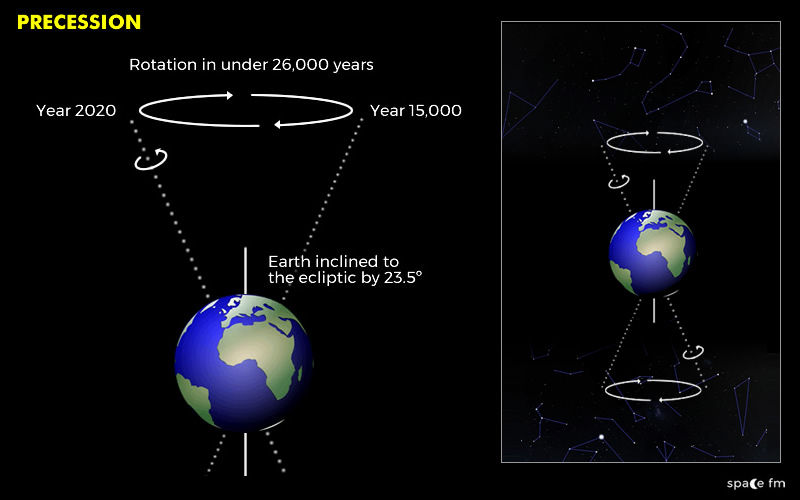 PRECESSION
Rotation in under 26,000 years
Year 2020
Year 15,000
Earth inclined to
the ecliptic by 23.5°
space fm